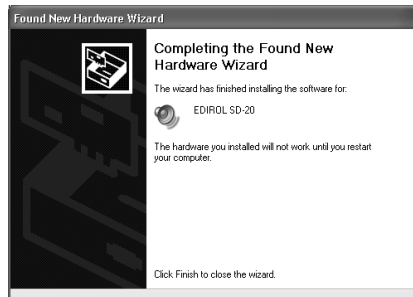 Found New Hardware Wizard
Completing the Found New
Hardware Wizard
The wizard has finished installing the software for:
EDIROL SD-20
The hardware you installed will not work until you restart
your computer.
Click Finish to close the wizard.